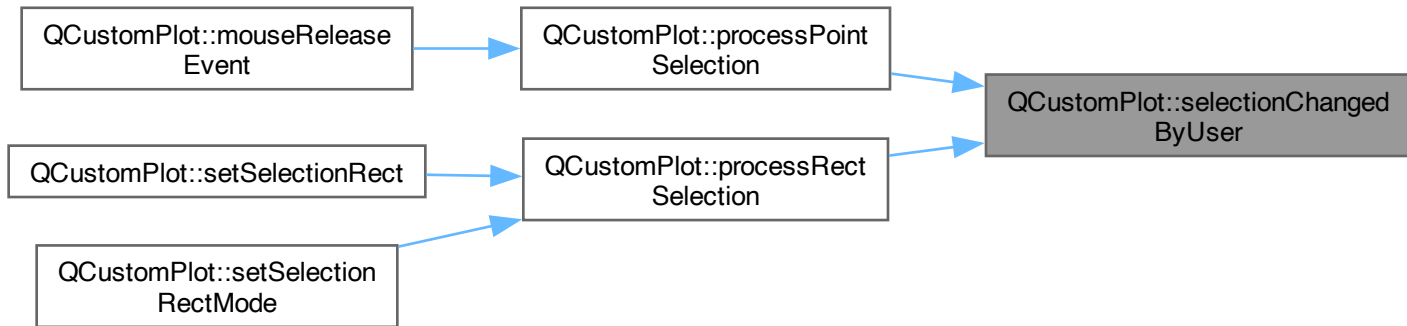 QCustomPlot::mouseRelease
Event
QCustomPlot::processPoint
Selection
QCustomPlot::selectionChanged
ByUser
QCustomPlot::setSelectionRect
QCustomPlot::processRect
Selection
QCustomPlot::setSelection
RectMode